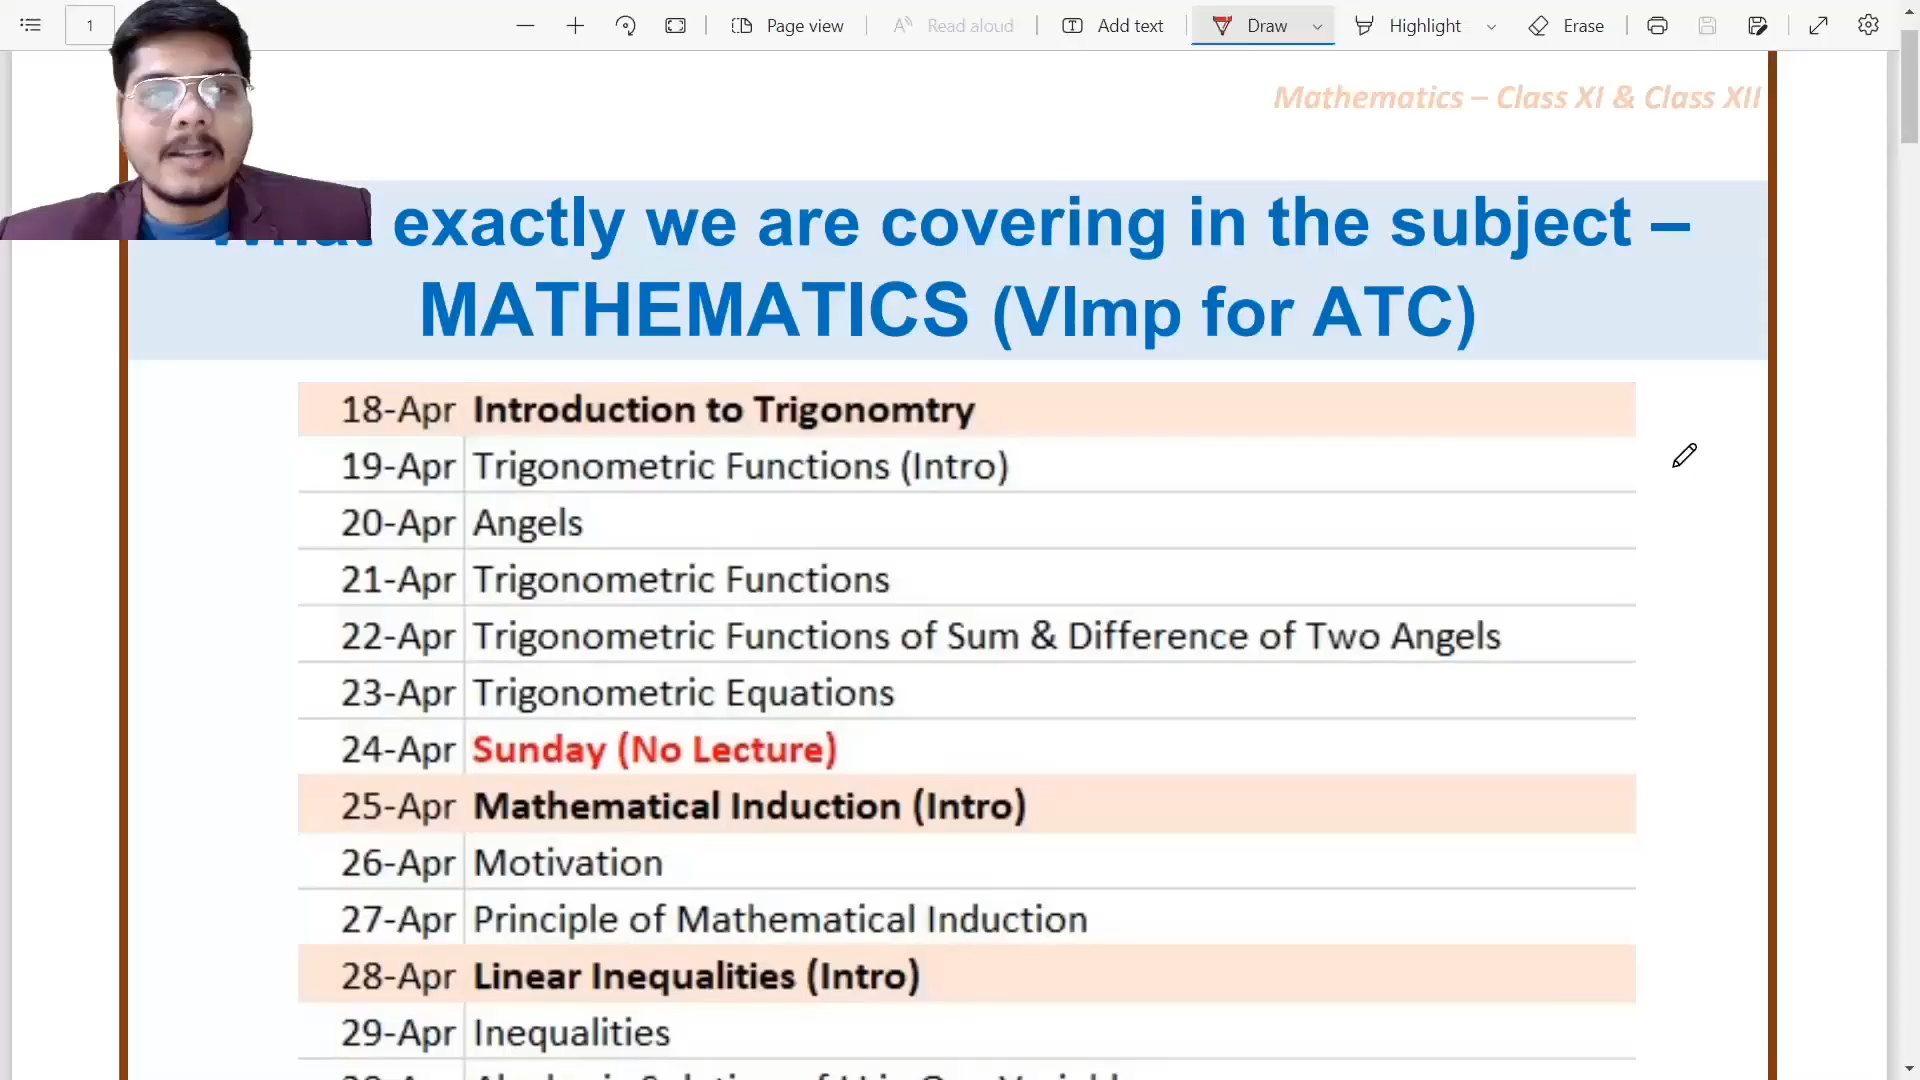 1
Page view
Read aloud
Add text
Draw
Highlight
Erase
Mathematics – Class XI & Class XII
exactly we are covering in the subject –
MATHEMATICS (VImp for ATC)
18-Apr Introduction to Trigonomtry
19-Apr Trigonometric Functions (Intro)
20-Apr Angels
21-Apr Trigonometric Functions
22-Apr Trigonometric Functions of Sum & Difference of Two Angels
23-Apr Trigonometric Equations
24-Apr Sunday (No Lecture)
25-Apr Mathematical Induction (Intro)
26-Apr Motivation
27-Apr Principle of Mathematical Induction
28-Apr Linear Inequalities (Intro)
29-Apr Inequalities